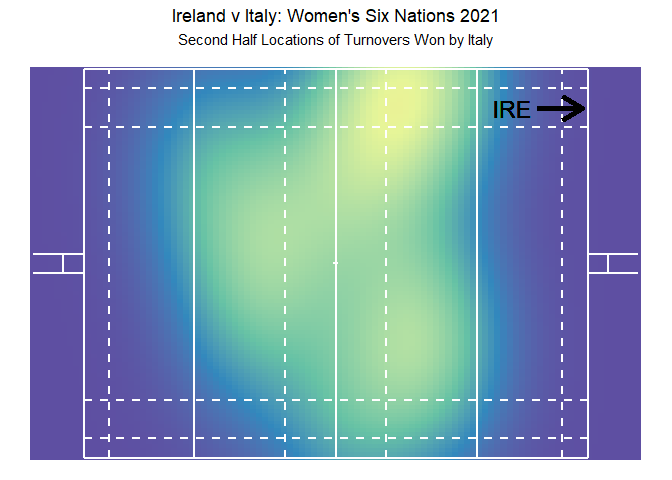 Ireland v Italy: Women's Six Nations 2021
Second Half Locations of Turnovers Won by Italy
IRE